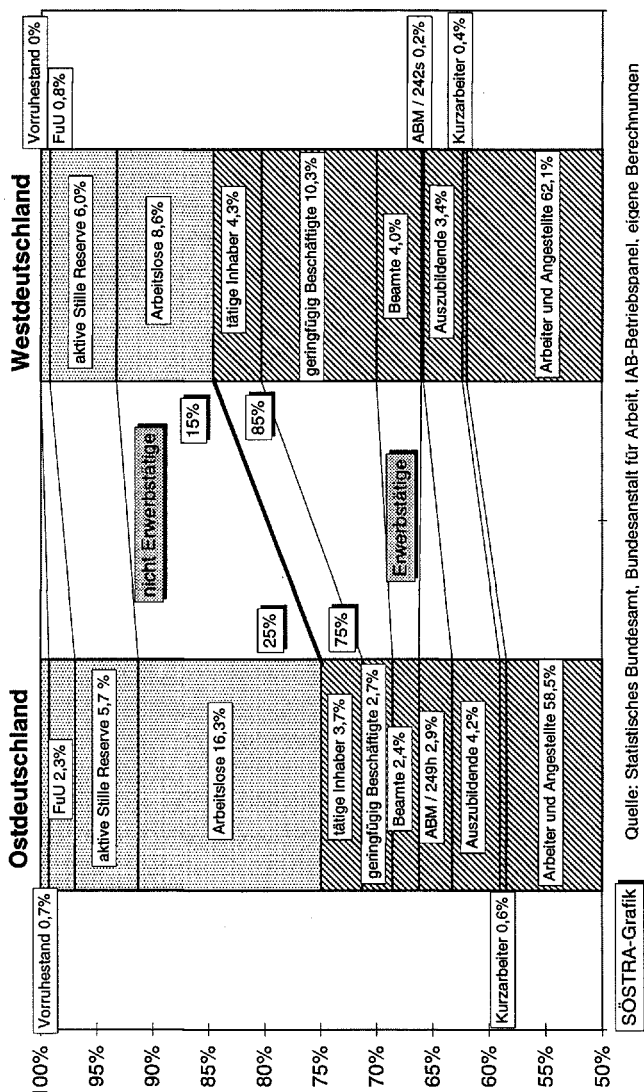 Ostdeutschland
Westdeutschland
100%
95%
90%
85%
80%
75%
70%
65%
60%
55%
50%
Vorruhestand 0,7%
FuU 2,3%
aktive Stille Reserve 5,7 %
Arbeitslose 16,3%
tätige Inhaber 3,7%
geringfügig Beschäftigte 2,7%
Beamte 2,4%
ABM / 249h 2,9%
Auszubildende 4,2%
Kurzarbeiter 0,6%
Arbeiter und Angestellte 58,5%
nicht Erwerbstätige
25%
15%
75%
85%
Erwerbstätige
Vorruhestand 0%
FuU 0,8%
aktive Stille Reserve 6,0%
Arbeitslose 8,6%
tätige Inhaber 4,3%
geringfügig Beschäftigte 10,3%
Beamte 4,0%
ABM / 242s 0,2%
Auszubildende 3,4%
Kurzarbeiter 0,4%
Arbeiter und Angestellte 62,1%
SÖSTRA-Grafik
Quelle: Statistisches Bundesamt, Bundesanstalt für Arbeit, IAB-Betriebspanel, eigene Berechnungen